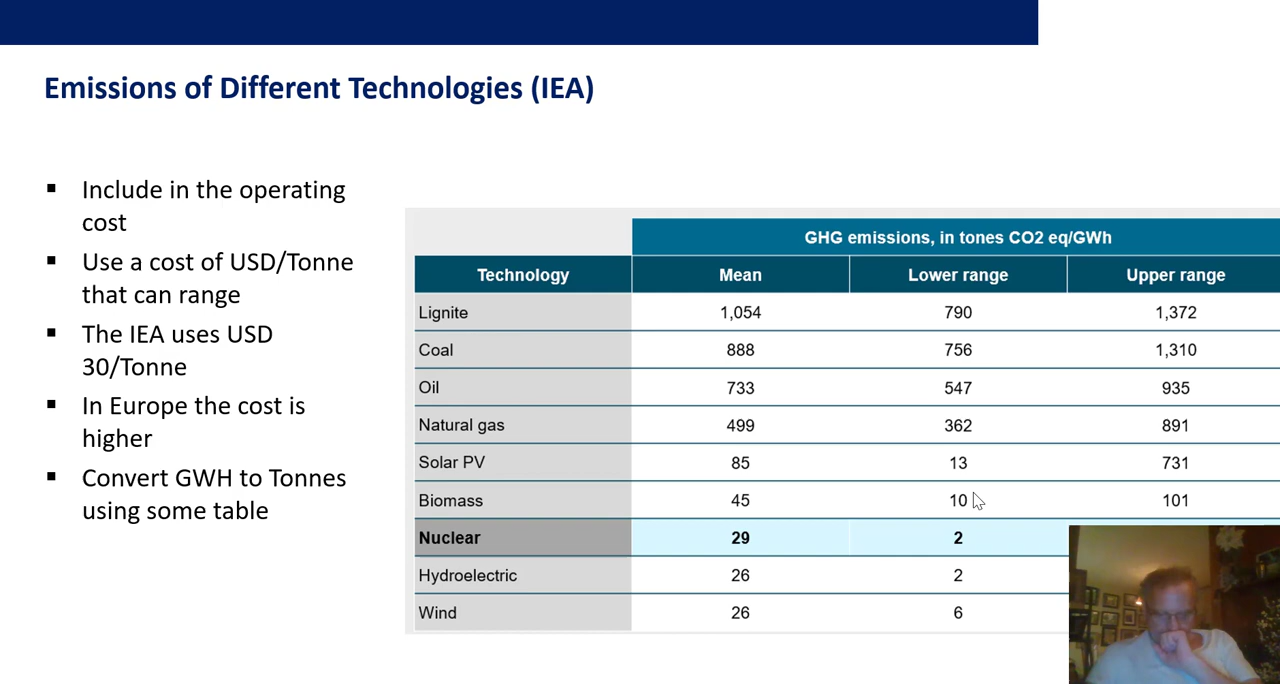 Emissions of Different Technologies (IEA)
▪ Include in the operating
cost
▪ Use a cost of USD/Tonne
that can range
▪ The IEA uses USD
30/Tonne
▪ In Europe the cost is
higher
▪ Convert GWH to Tonnes
using some table
GHG emissions, in tones CO2 eq/GWh
Technology Mean Lower range Upper range
Lignite 1,054 790 1,372
Coal 888 756 1,310
Oil 733 547 935
Natural gas 499 362 891
Solar PV 85 13 731
Biomass 45 10 101
Nuclear 29 2
Hydroelectric 26 2
Wind 26 6